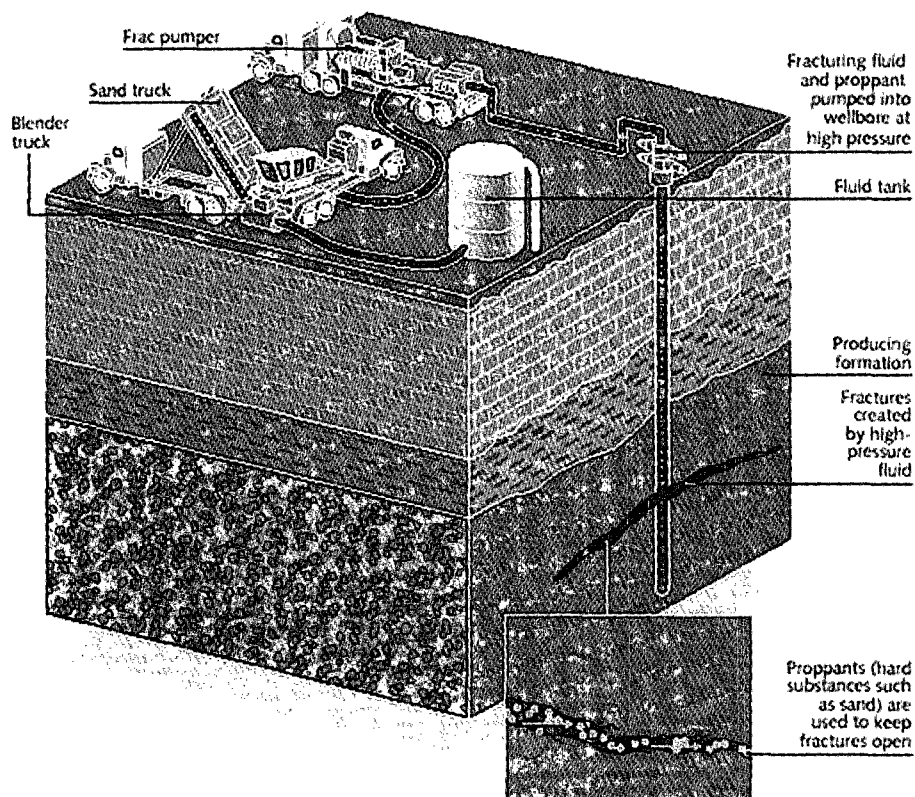 Frac pumper
Sand truck
Blender
truck
Fracturing fluid
and proppant
pumped into
wellbore at
high pressure
Fluid tank
Producing
formation
Fractures
created
by high-
pressure
fluid
Proppants (hard
substances such
as sand) are
used to keep
fractures open